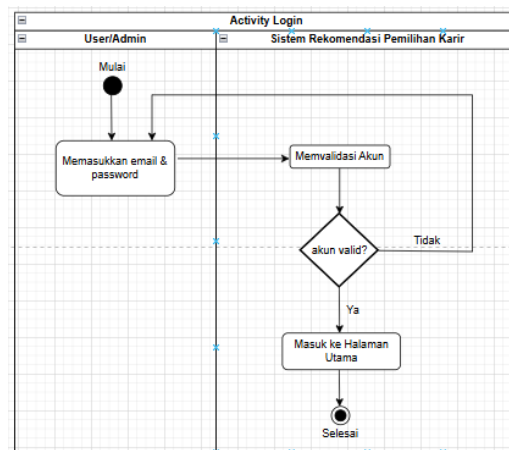 Activity Login
User/Admin
Sistem Rekomendasi Pemilihan Karir
Mulai
Memasukkan email &
password
Memvalidasi Akun
akun valid?
Tidak
Ya
Masuk ke Halaman
Utama
Selesai